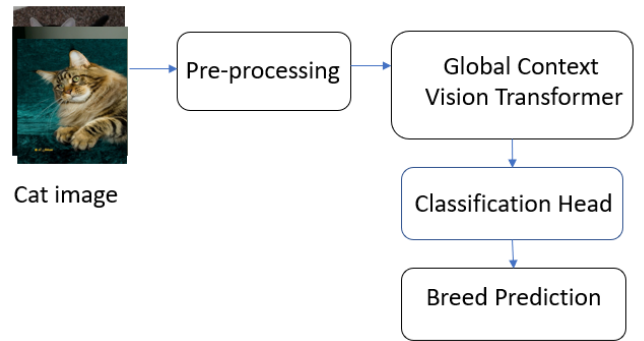 Pre-processing
Global Context
Vision Transformer
Cat image
Classification Head
Breed Prediction